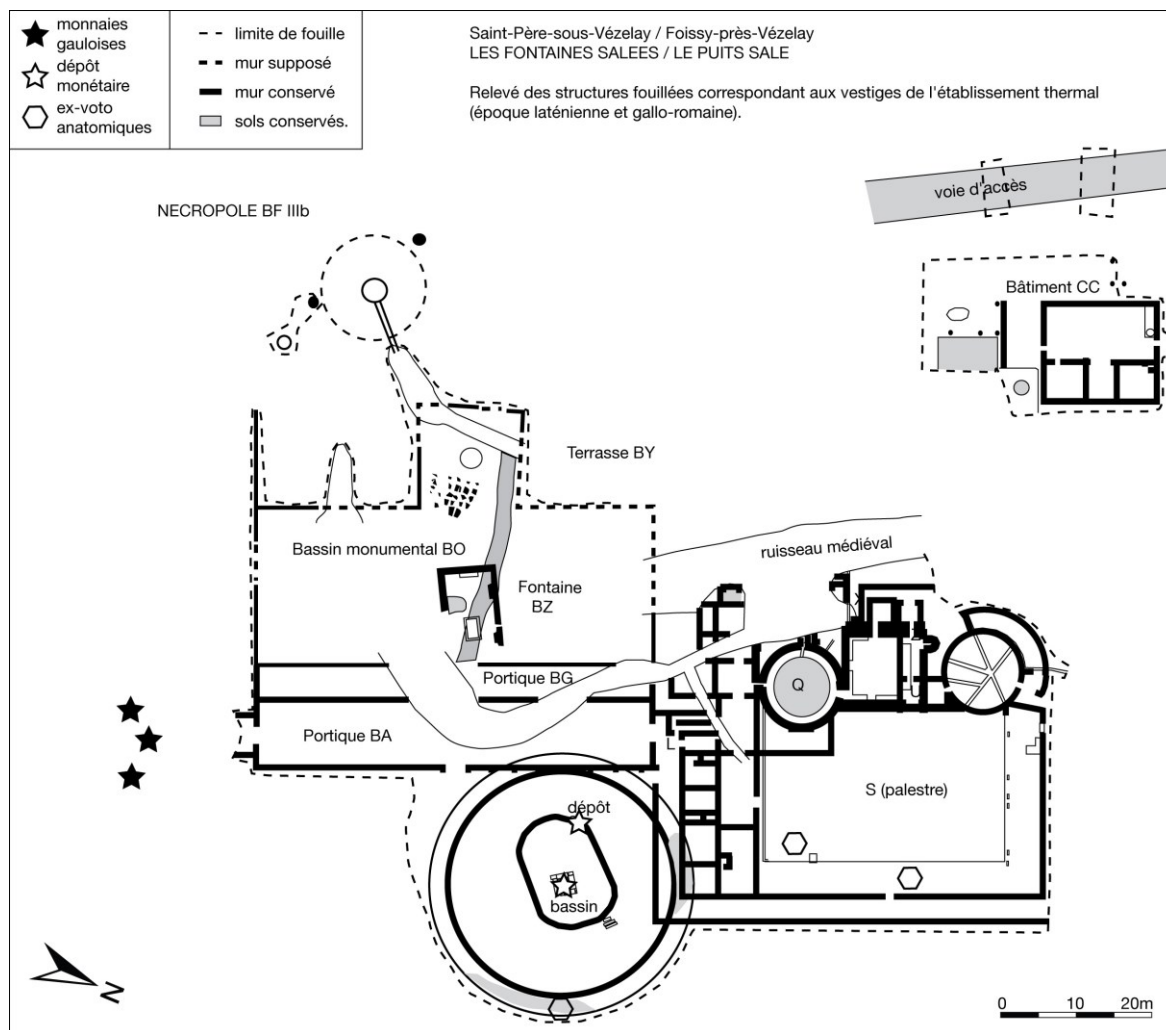 monnaies
gauloises
dépôt
monétaire
ex-voto
anatomiques
limite de fouille
mur supposé
mur conservé
sols conservés.
Saint-Père-sous-Vézelay / Foissy-près-Vézelay
LES FONTAINES SALEES / LE PUITS SALE
Relevé des structures fouillées correspondant aux vestiges de l'établissement thermal
(époque laténienne et gallo-romaine).
voie d'accès
NECROPOLE BF IIIb
Bâtiment CC
Terrasse BY
Bassin monumental BO
ruisseau médiéval
Fontaine
BZ
Portique BG
Q
Portique BA
S (palestre)
dépôt
bassin
N
0 10 20m